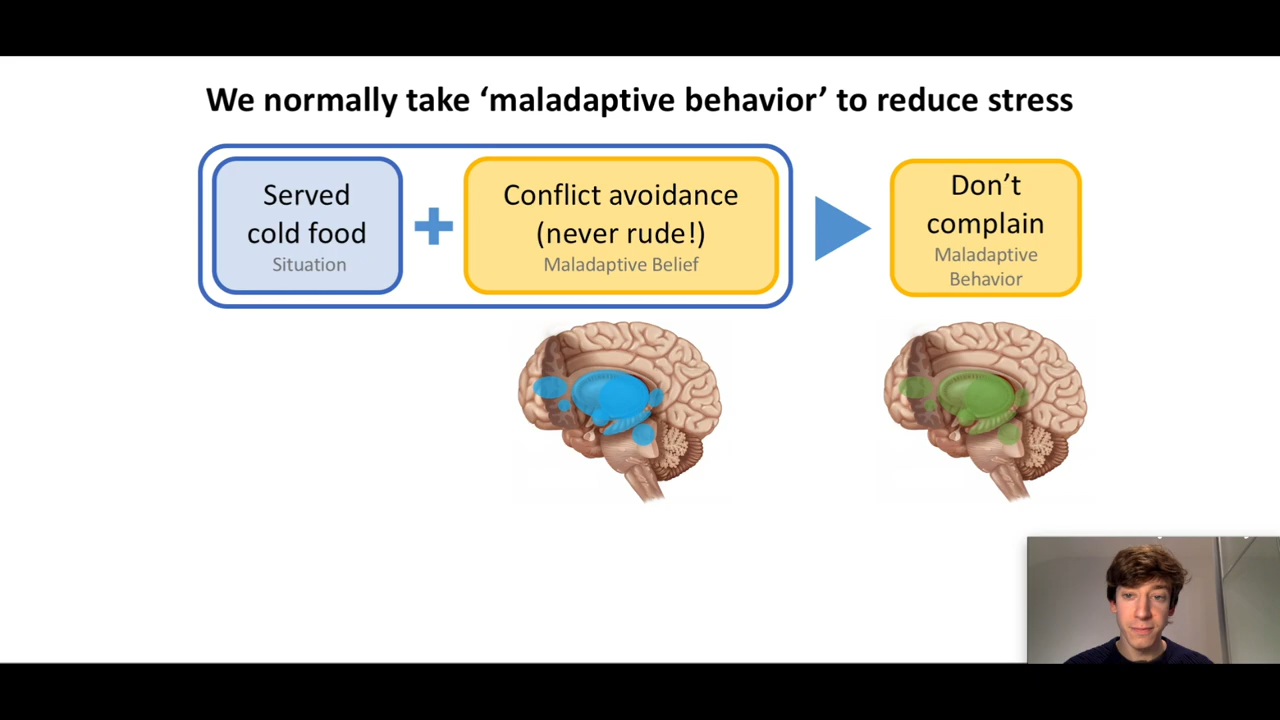 We normally take ‘maladaptive behavior’ to reduce stress
Served
cold food
Situation
Conflict avoidance
(never rude!)
Maladaptive Belief
Don’t
complain
Maladaptive
Behavior